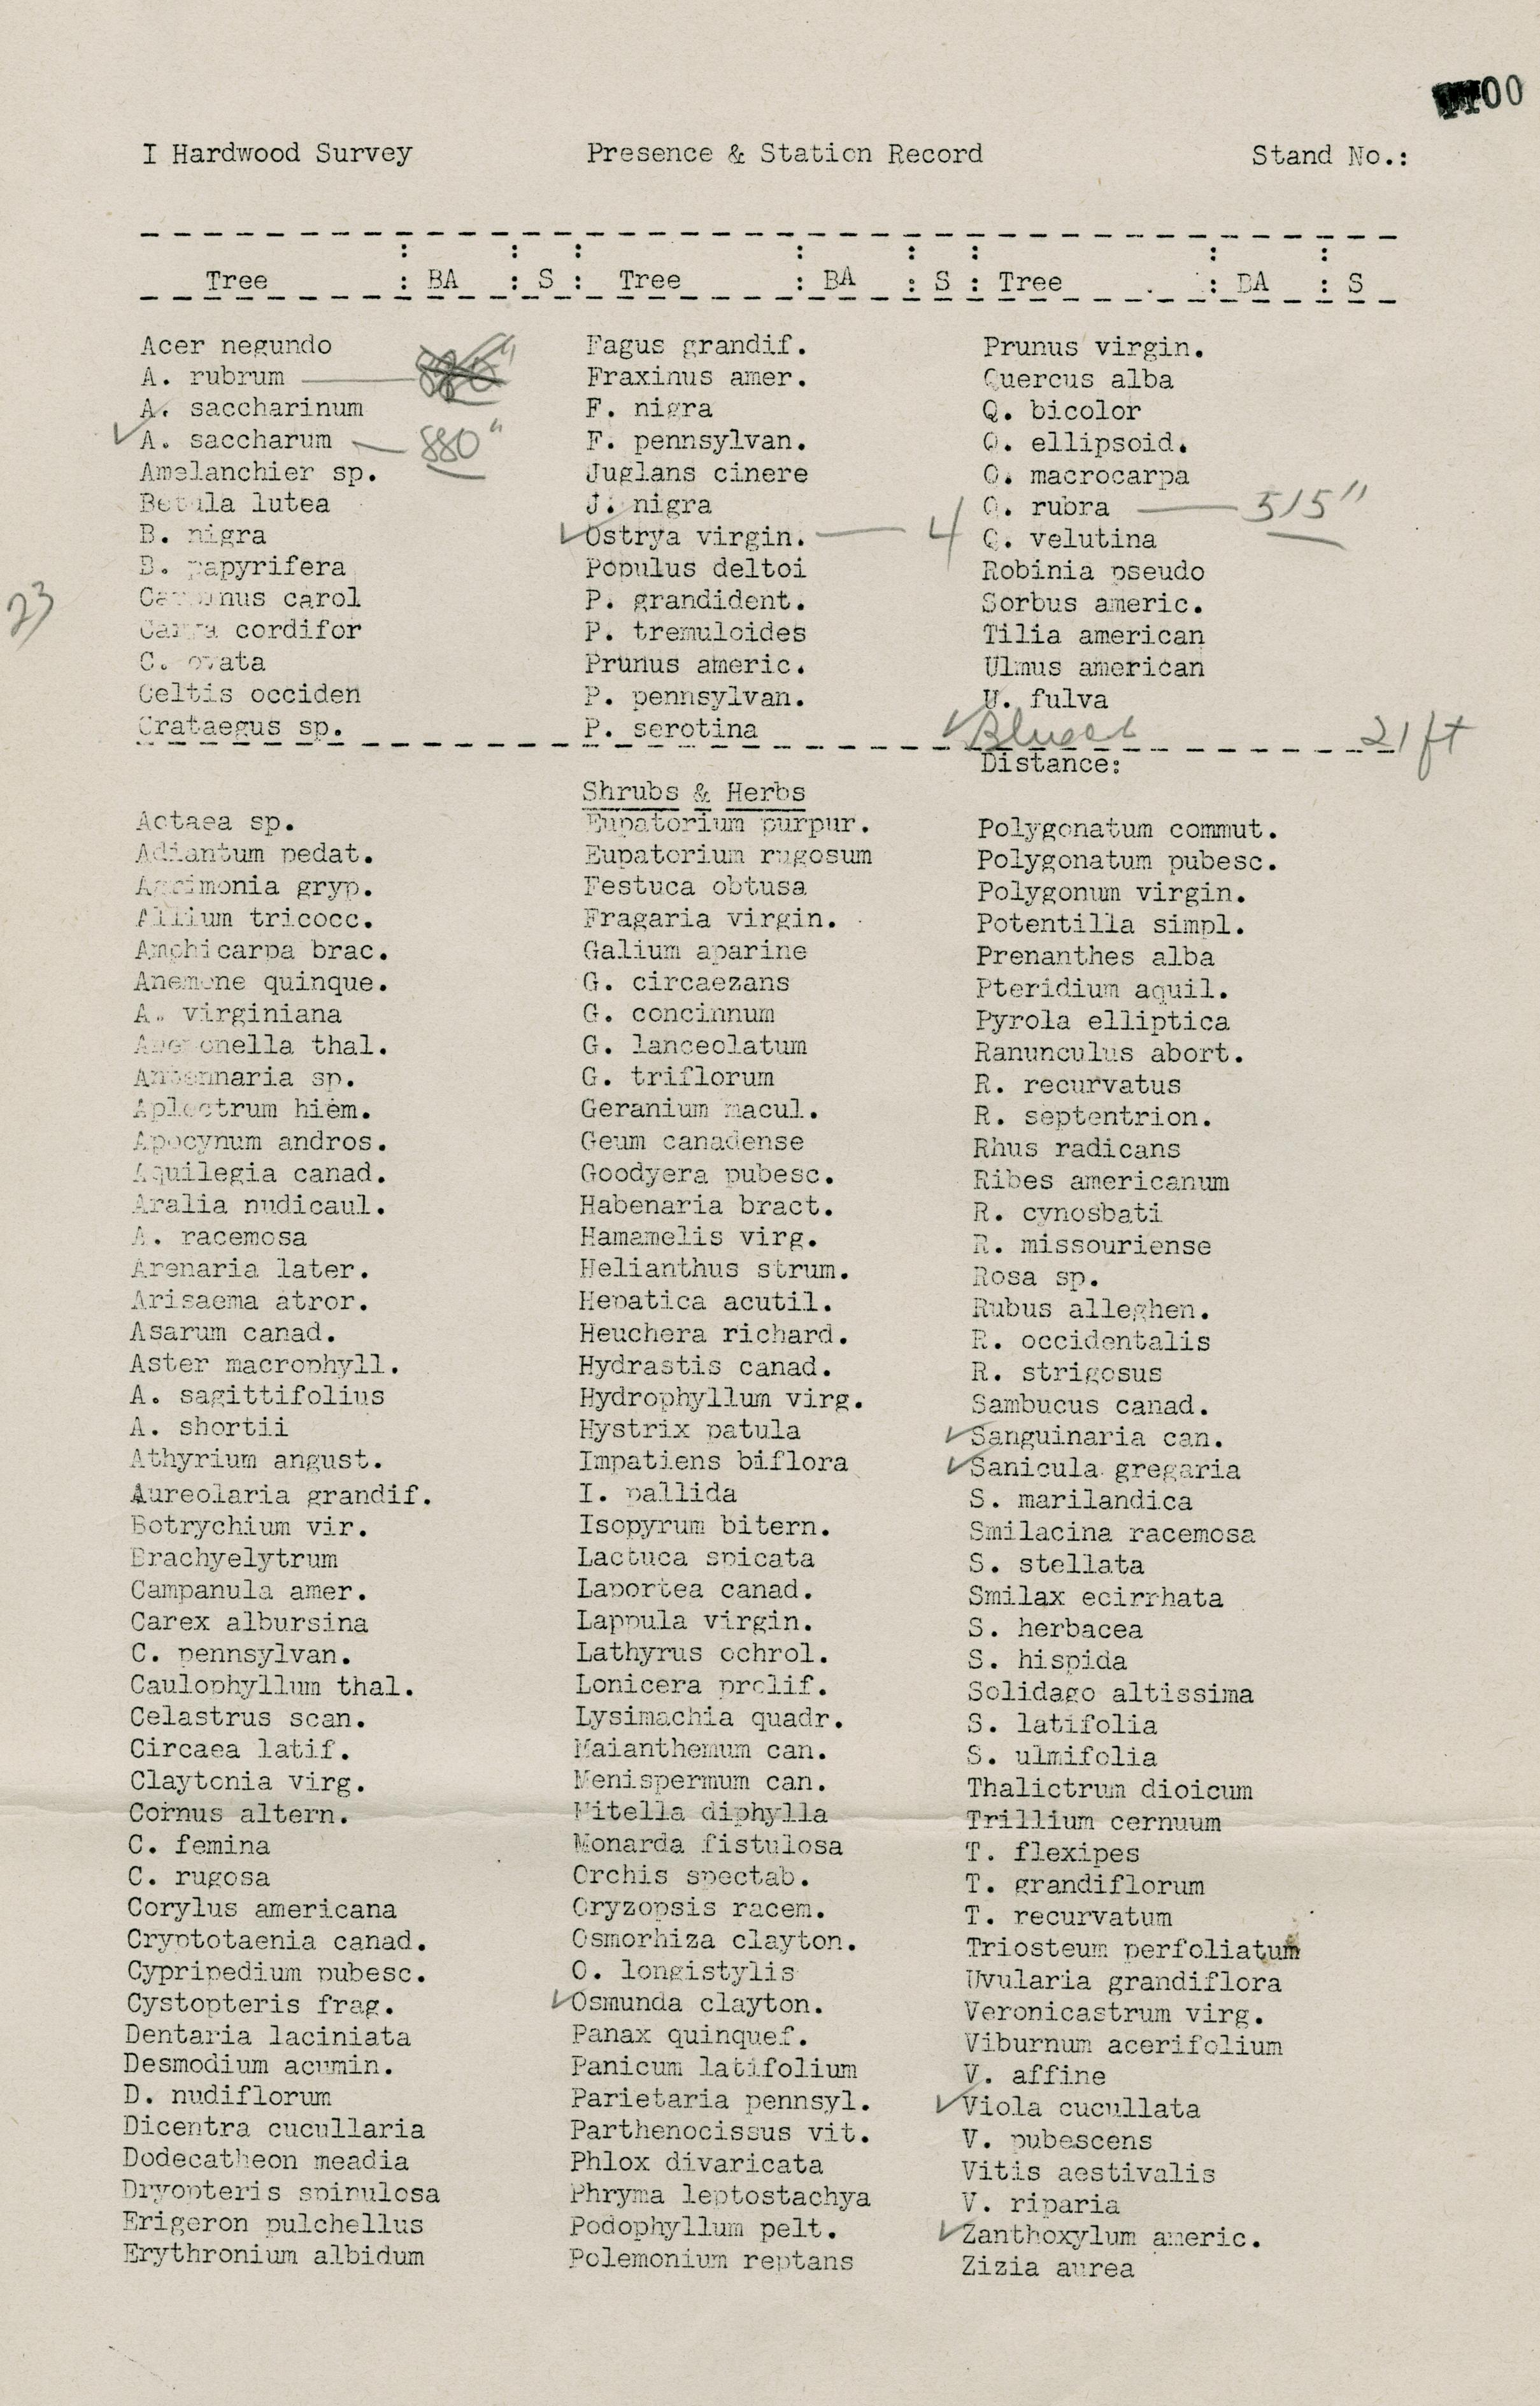 00
I Hardwood Survey Presence & Station Record Stand No.:
Tree : BA : S : Tree : BA : S : Tree : BA : S
Acer negundo
A. rubrum
A. saccharinum
✓ A. saccharum — 880"
Amelanchier sp.
Betula lutea
B. nigra
B. papyrifera
23
Carpinus carol
Carya cordifor
C. ovata
Celtis occiden
Crataegus sp.
Fagus grandif.
Fraxinus amer.
F. nigra
F. pennsylvan.
Juglans cinere
J. nigra
✓ Ostrya virgin. — 4
Populus deltoi
P. grandident.
P. tremuloides
Prunus americ.
P. pennsylvan.
P. serotina
Prunus virgin.
Quercus alba
Q. bicolor
Q. ellipsoid.
Q. macrocarpa
Q. rubra — 515"
Q. velutina
Robinia pseudo
Sorbus americ.
Tilia american
Ulmus american
U. fulva
21 ft
Distance:
Shrubs & Herbs
Actaea sp.
Adiantum pedat.
Agrimonia gryp.
Allium tricocc.
Amphicarpa brac.
Anemone quinque.
A. virginiana
Anemonella thal.
Antennaria sp.
Aplectrum hiem.
Apocynum andros.
Aquilegia canad.
Aralia nudicaul.
A. racemosa
Arenaria later.
Arisaema atror.
Asarum canad.
Aster macrophyll.
A. sagittifolius
A. shortii
Athyrium angust.
Aureolaria grandif.
Botrychium vir.
Brachyelytrum
Campanula amer.
Carex albursina
C. pennsylvan.
Caulophyllum thal.
Celastrus scan.
Circaea latif.
Claytonia virg.
Cornus altern.
C. femina
C. rugosa
Corylus americana
Cryptotaenia canad.
Cypripedium pubesc.
Cystopteris frag.
Dentaria laciniata
Desmodium acumin.
D. nudiflorum
Dicentra cucullaria
Dodecatheon meadia
Dryopteris spinulosa
Erigeron pulchellus
Erythronium albidum
Eupatorium purpur.
Eupatorium rugosum
Festuca obtusa
Fragaria virgin.
Galium aparine
G. circaezans
G. concinnum
G. lanceolatum
G. triflorum
Geranium macul.
Geum canadense
Goodyera pubesc.
Habenaria bract.
Hamamelis virg.
Helianthus strum.
Hepatica acutil.
Heuchera richard.
Hydrastis canad.
Hydrophyllum virg.
Hystrix patula
Impatiens biflora
I. pallida
Isopyrum bitern.
Lactuca spicata
Laportea canad.
Lappula virgin.
Lathyrus ochrol.
Lonicera prolif.
Lysimachia quadr.
Maianthemum can.
Menispermum can.
Mitella diphylla
Monarda fistulosa
Orchis spectab.
Oryzopsis racem.
Osmorhiza clayton.
O. longistylis
✓ Osmunda clayton.
Panax quinquef.
Panicum latifolium
Parietaria pennsyl.
Parthenocissus vit.
Phlox divaricata
Phryma leptostachya
Podophyllum pelt.
Polemonium reptans
Polygonatum commut.
Polygonatum pubesc.
Polygonum virgin.
Potentilla simpl.
Prenanthes alba
Pteridium aquil.
Pyrola elliptica
Ranunculus abort.
R. recurvatus
R. septentrion.
Rhus radicans
Ribes americanum
R. cynosbati
R. missouriense
Rosa sp.
Rubus alleghen.
R. occidentalis
R. strigosus
Sambucus canad.
✓ Sanguinaria can.
✓ Sanicula gregaria
S. marilandica
Smilacina racemosa
S. stellata
Smilax ecirrhata
S. herbacea
S. hispida
Solidago altissima
S. latifolia
S. ulmifolia
Thalictrum dioicum
Trillium cernuum
T. flexipes
T. grandiflorum
T. recurvatum
Triosteum perfoliatum
Uvularia grandiflora
Veronicastrum virg.
Viburnum acerifolium
V. affine
✓ Viola cucullata
V. pubescens
Vitis aestivalis
V. riparia
✓ Zanthoxylum americ.
Zizia aurea